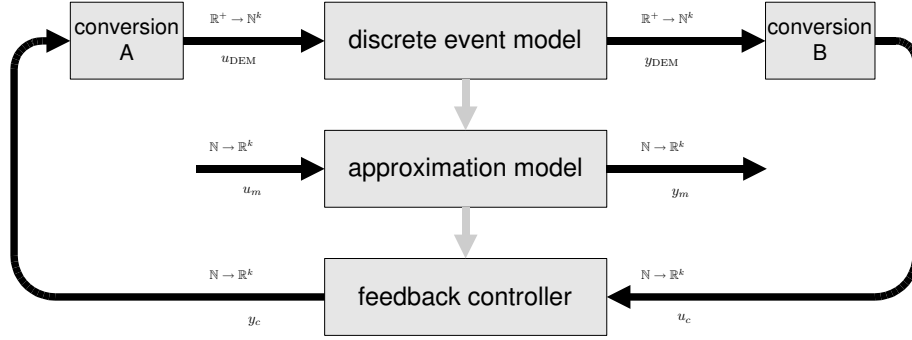 conversion
A
ℝ⁺ → ℕᵏ
u_DEM
discrete event model
ℝ⁺ → ℕᵏ
y_DEM
conversion
B
ℕ → ℝᵏ
u_m
approximation model
ℕ → ℝᵏ
y_m
ℕ → ℝᵏ
y_c
feedback controller
ℕ → ℝᵏ
u_c